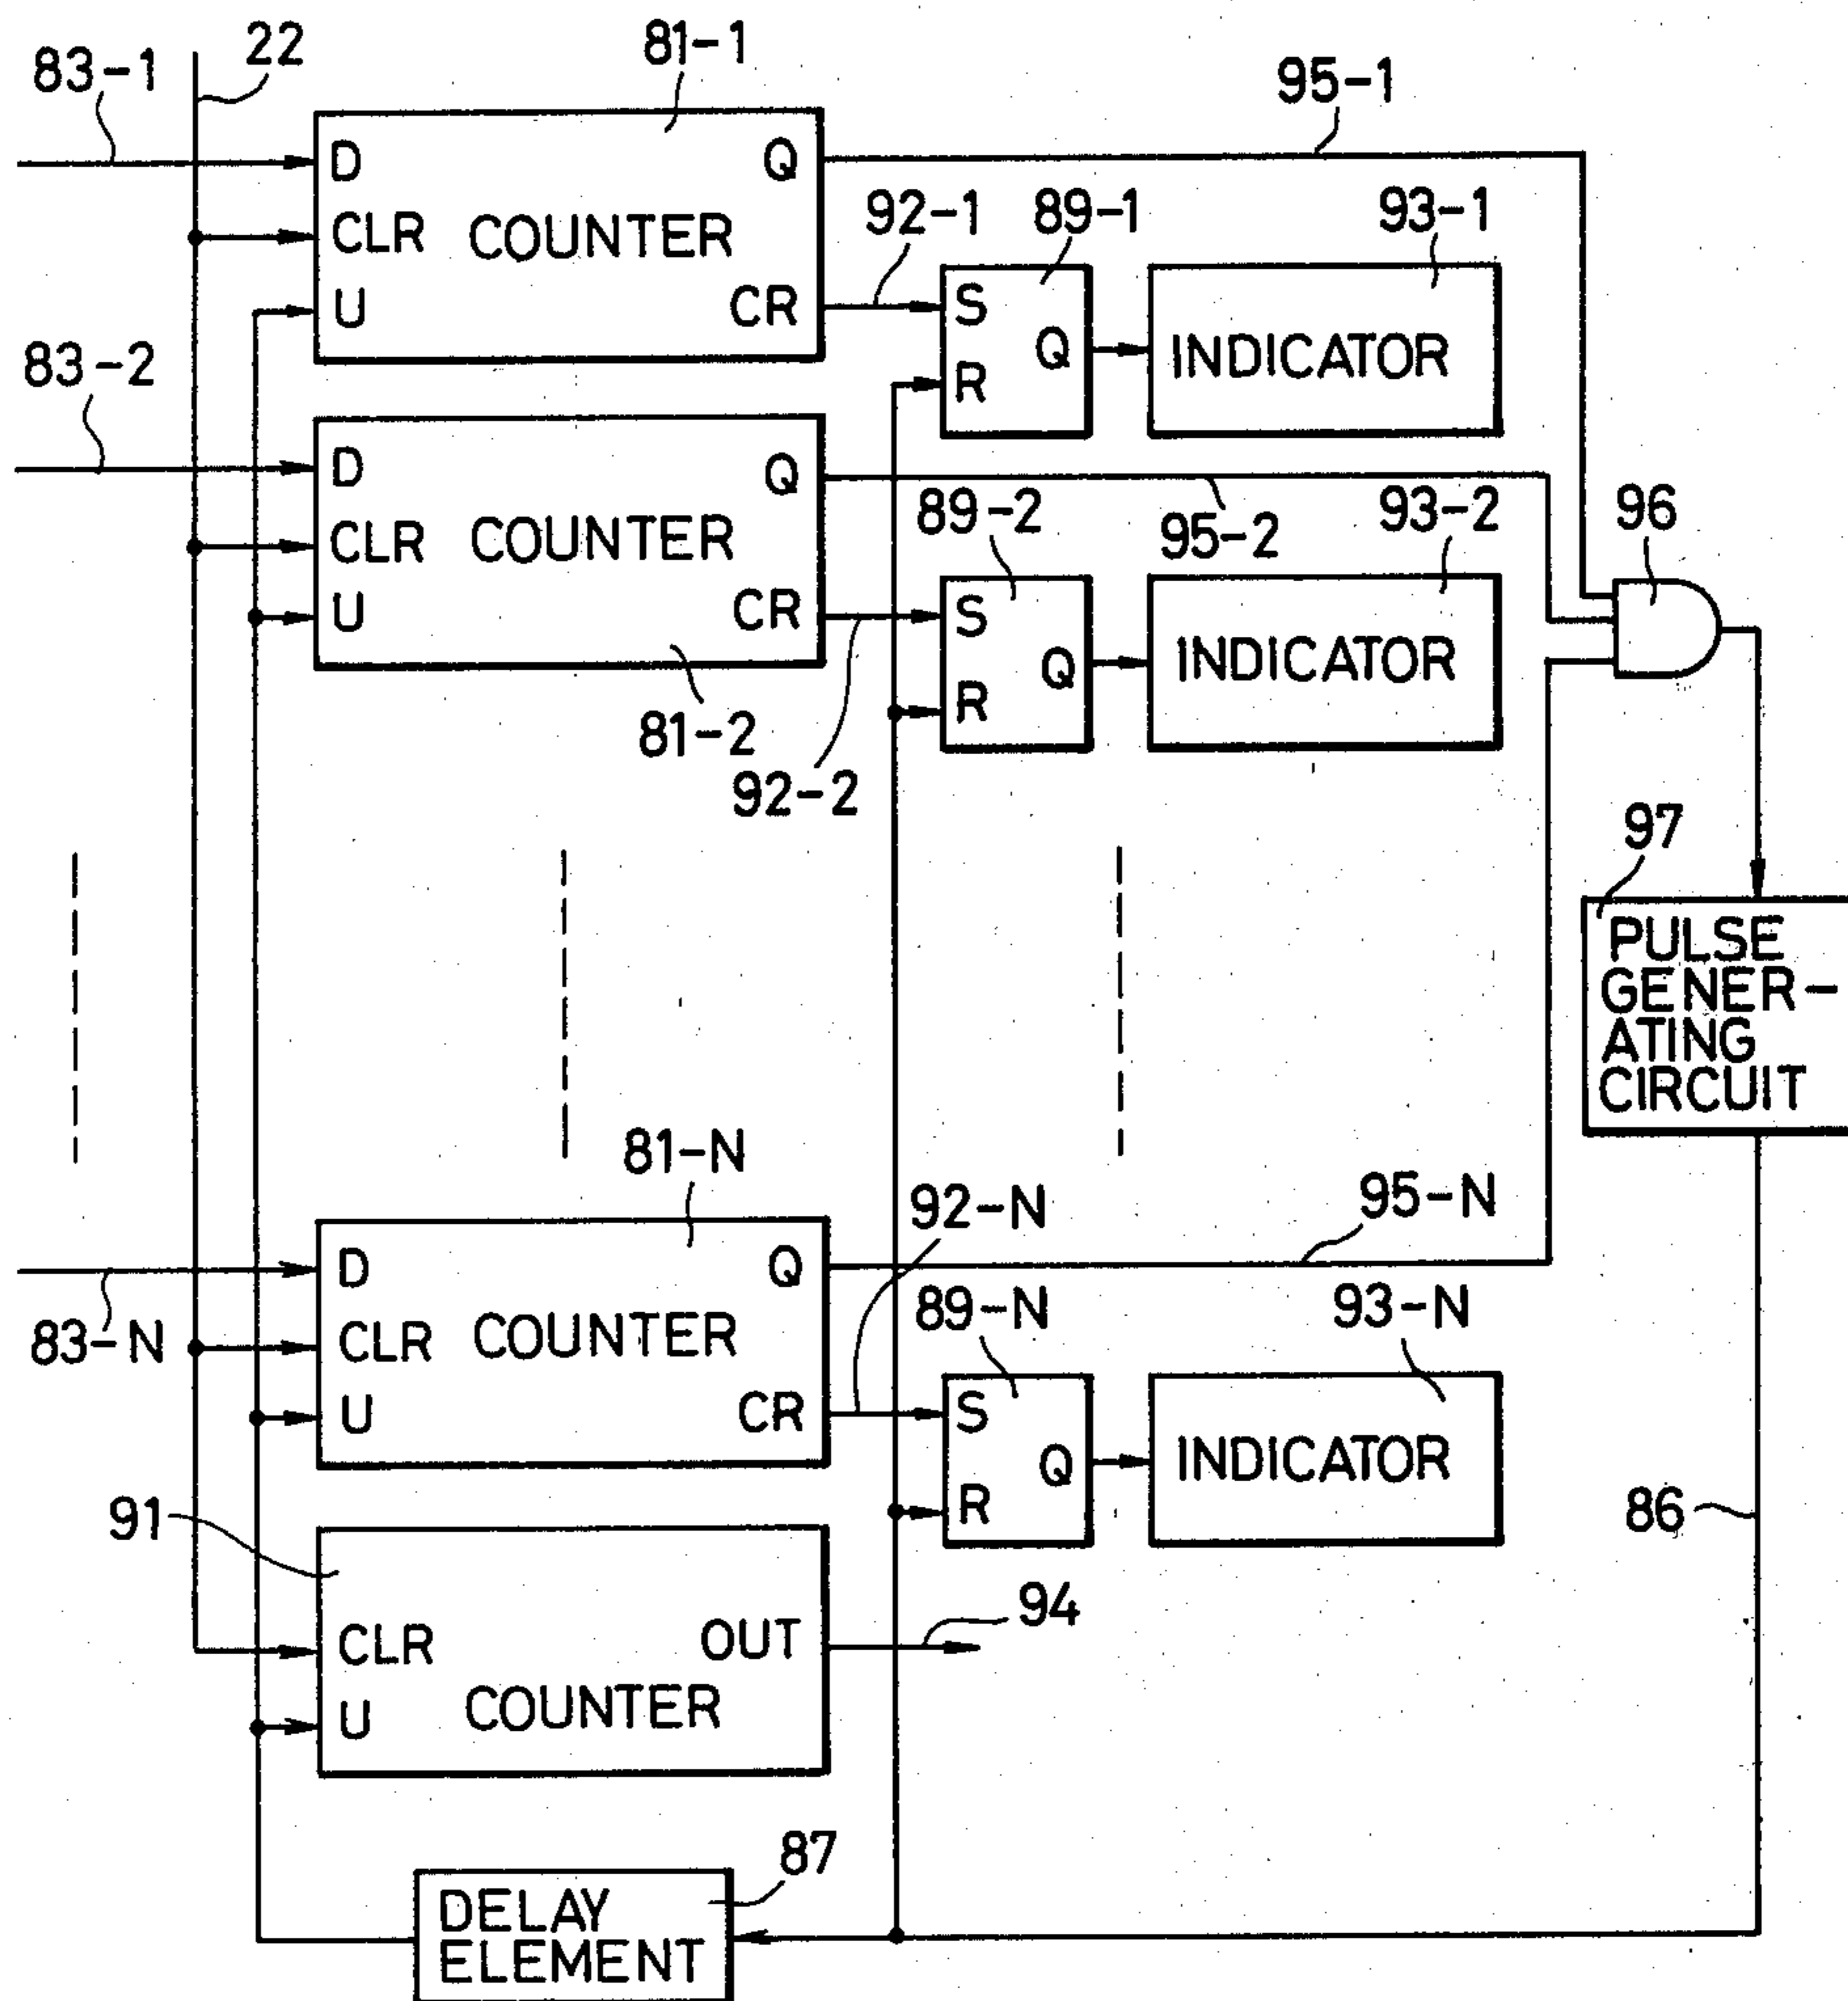 22
81-1
83-1
95-1
D
Q
CLR
COUNTER
92-1
89-1
93-1
U
CR
S
Q
INDICATOR
R
83-2
D
Q
89-2
95-2
93-2
96
CLR
COUNTER
U
CR
S
Q
INDICATOR
R
81-2
92-2
97
PULSE
GENER-
ATING
CIRCUIT
81-N
92-N
95-N
D
Q
83-N
CLR
COUNTER
89-N
93-N
U
CR
S
Q
INDICATOR
R
91
86
94
CLR
OUT
COUNTER
U
87
DELAY
ELEMENT